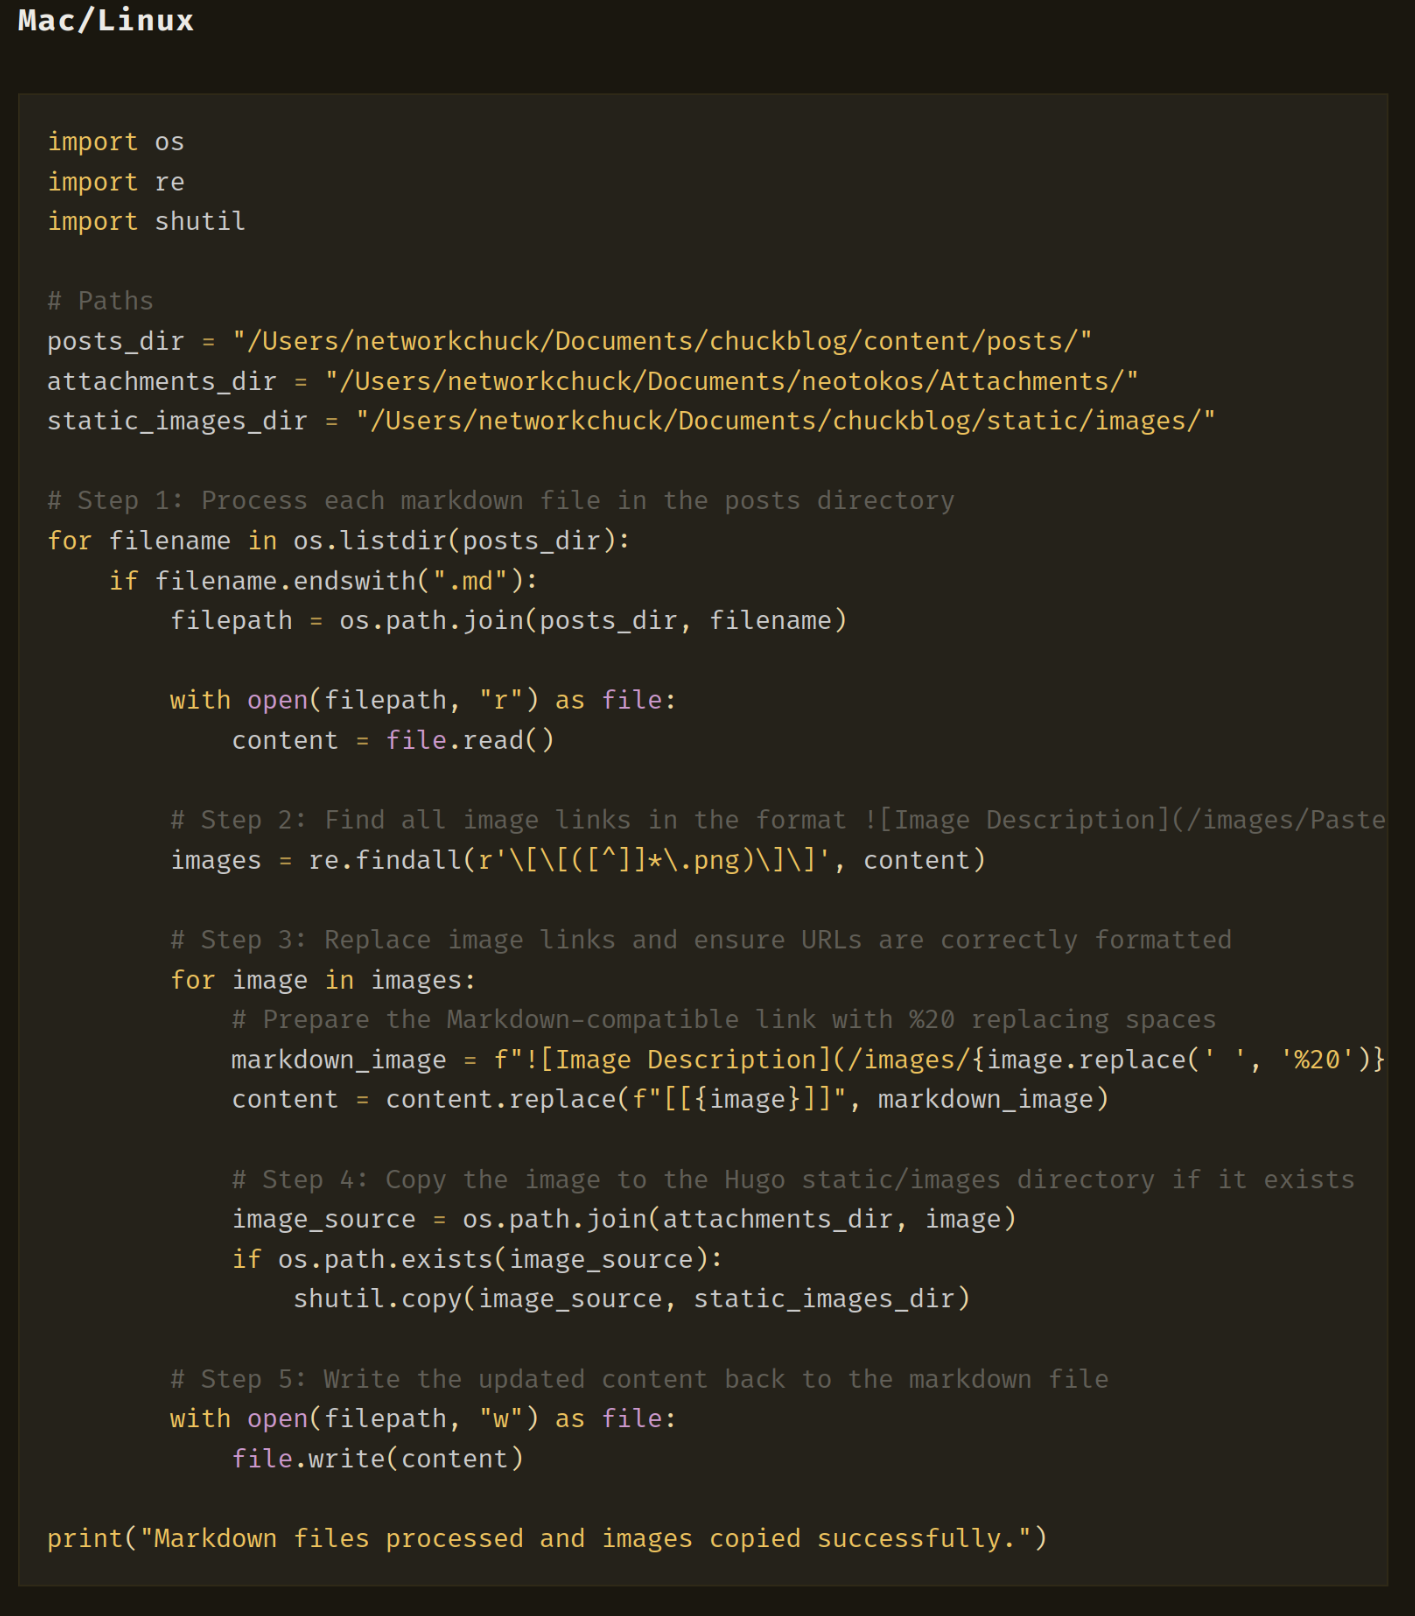 Mac/Linux
import os
import re
import shutil
# Paths
posts_dir = "/Users/networkchuck/Documents/chuckblog/content/posts/"
attachments_dir = "/Users/networkchuck/Documents/neotokos/Attachments/"
static_images_dir = "/Users/networkchuck/Documents/chuckblog/static/images/"
# Step 1: Process each markdown file in the posts directory
for filename in os.listdir(posts_dir):
    if filename.endswith(".md"):
        filepath = os.path.join(posts_dir, filename)
        with open(filepath, "r") as file:
            content = file.read()
        # Step 2: Find all image links in the format ![Image Description](/images/Paste
        images = re.findall(r'\[\[([^]]*\.png)\]\]', content)
        # Step 3: Replace image links and ensure URLs are correctly formatted
        for image in images:
            # Prepare the Markdown-compatible link with %20 replacing spaces
            markdown_image = f"![Image Description](/images/{image.replace(' ', '%20')}
            content = content.replace(f"[[{image}]]", markdown_image)
            # Step 4: Copy the image to the Hugo static/images directory if it exists
            image_source = os.path.join(attachments_dir, image)
            if os.path.exists(image_source):
                shutil.copy(image_source, static_images_dir)
        # Step 5: Write the updated content back to the markdown file
        with open(filepath, "w") as file:
            file.write(content)
print("Markdown files processed and images copied successfully.")